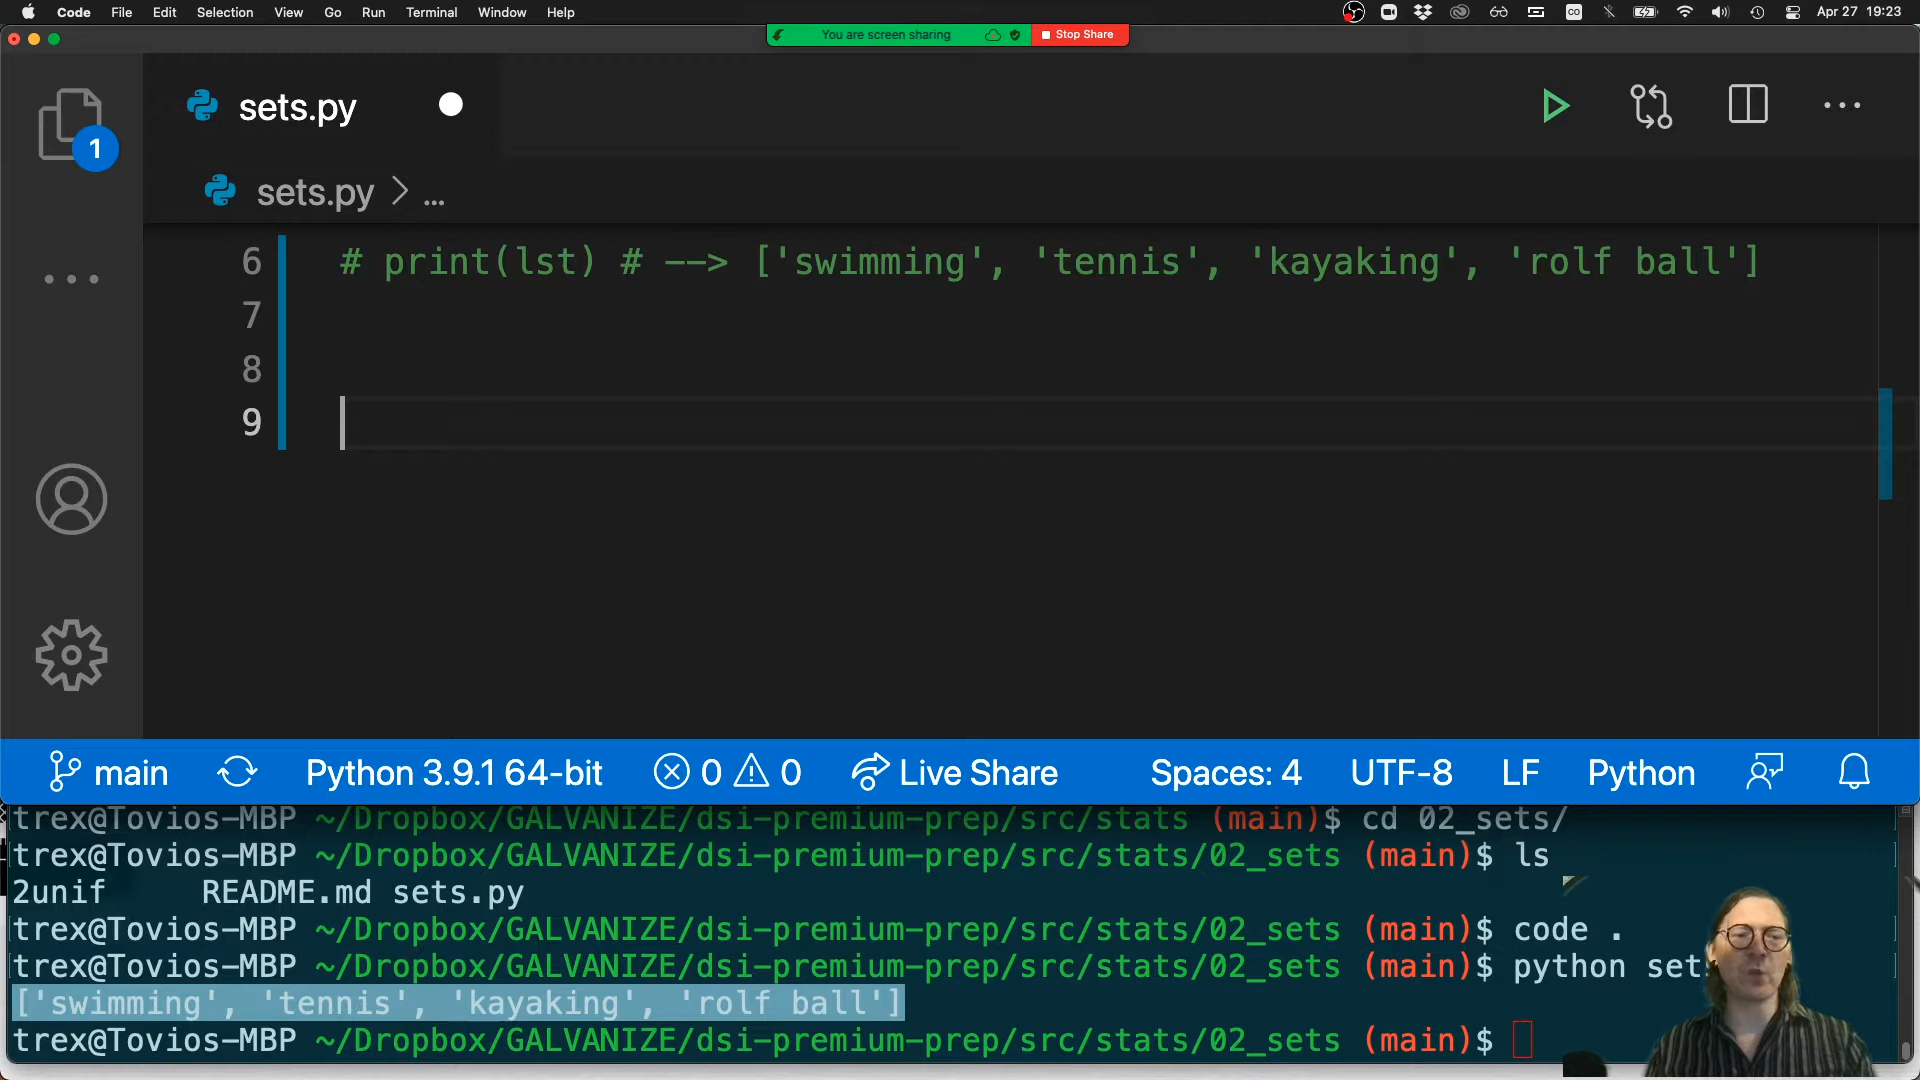 Code File Edit Selection View Go Run Terminal Window Help Apr 27 19:23
You are screen sharing Stop Share
sets.py
1
sets.py > ...
6 # print(lst) # --> ['swimming', 'tennis', 'kayaking', 'rolf ball']
7
8
9
main Python 3.9.1 64-bit 0 0 Live Share Spaces: 4 UTF-8 LF Python
trex@Tovios-MBP ~/Dropbox/GALVANIZE/dsi-premium-prep/src/stats (main)$ cd 02_sets/
trex@Tovios-MBP ~/Dropbox/GALVANIZE/dsi-premium-prep/src/stats/02_sets (main)$ ls
2unif README.md sets.py
trex@Tovios-MBP ~/Dropbox/GALVANIZE/dsi-premium-prep/src/stats/02_sets (main)$ code .
trex@Tovios-MBP ~/Dropbox/GALVANIZE/dsi-premium-prep/src/stats/02_sets (main)$ python
['swimming', 'tennis', 'kayaking', 'rolf ball']
trex@Tovios-MBP ~/Dropbox/GALVANIZE/dsi-premium-prep/src/stats/02_sets (main)$